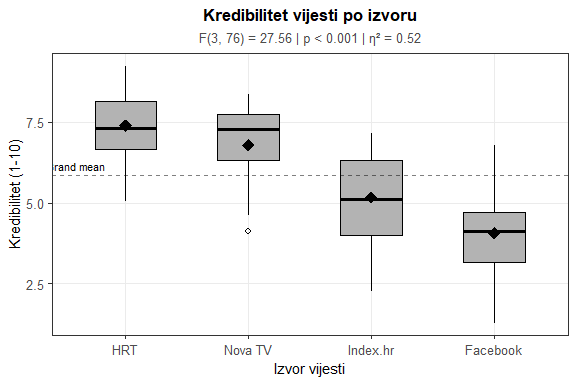 Kredibilitet vijesti po izvoru
F(3, 76) = 27.56 | p < 0.001 | η² = 0.52
Kredibilitet (1-10)
7.5
5.0
2.5
rand mean
HRT
Nova TV
Index.hr
Facebook
Izvor vijesti